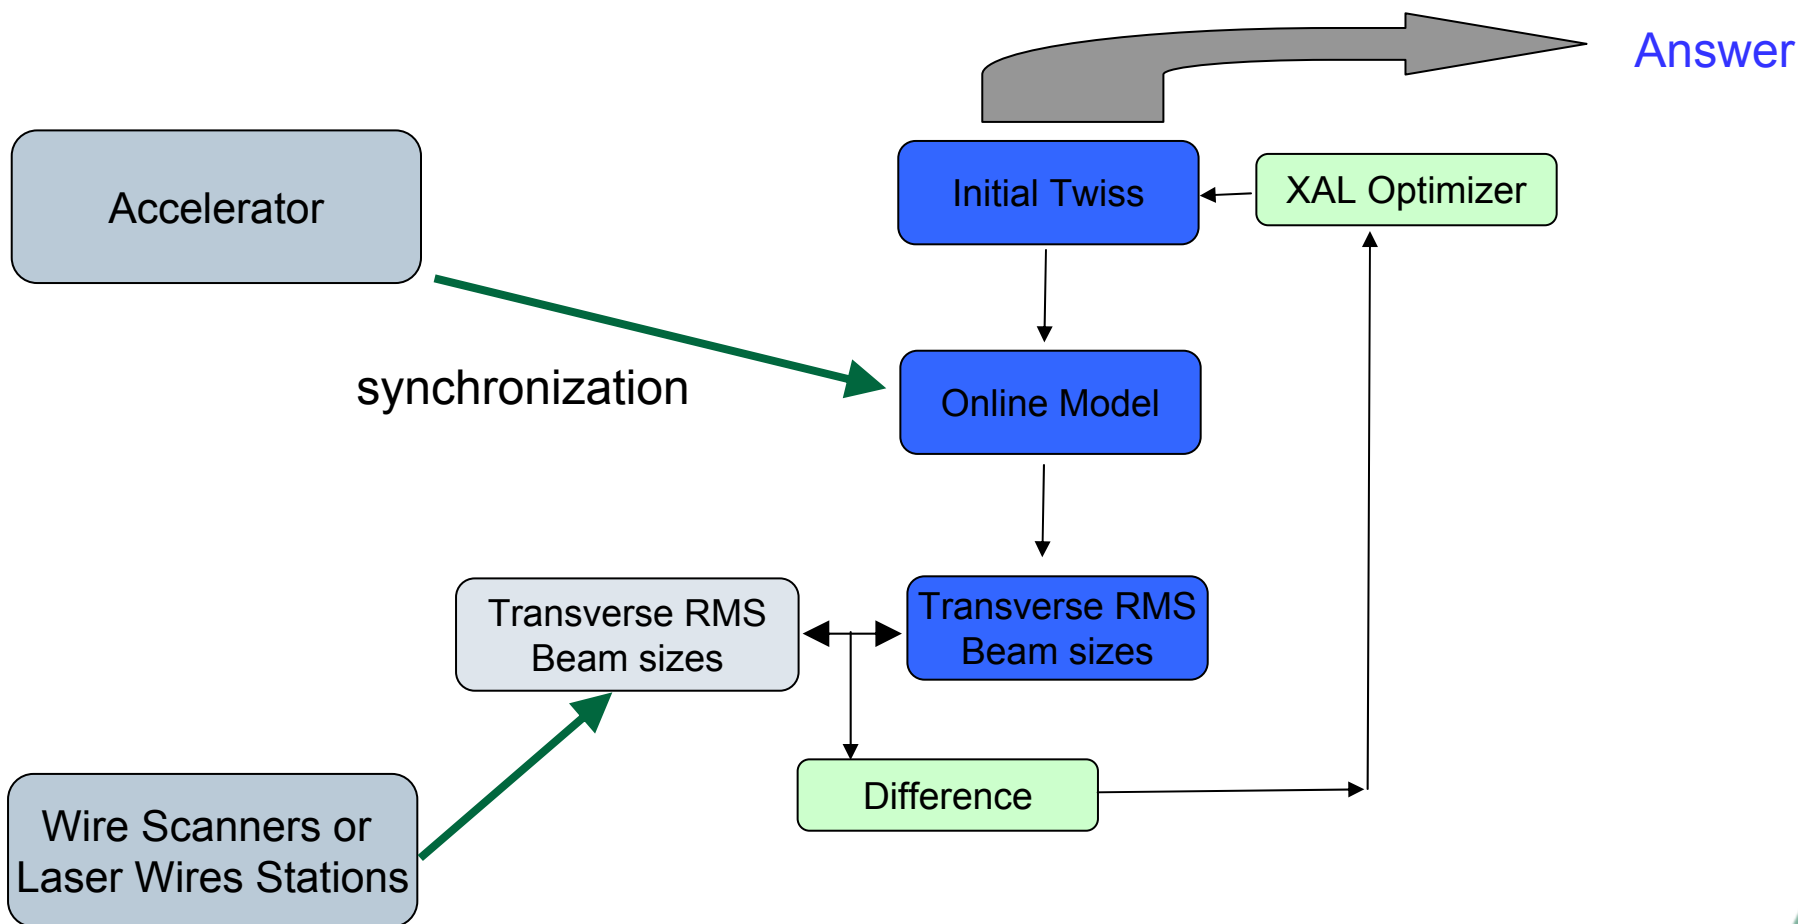 Answer
Accelerator
Initial Twiss
XAL Optimizer
synchronization
Online Model
Transverse RMS
Beam sizes
Transverse RMS
Beam sizes
Difference
Wire Scanners or
Laser Wires Stations